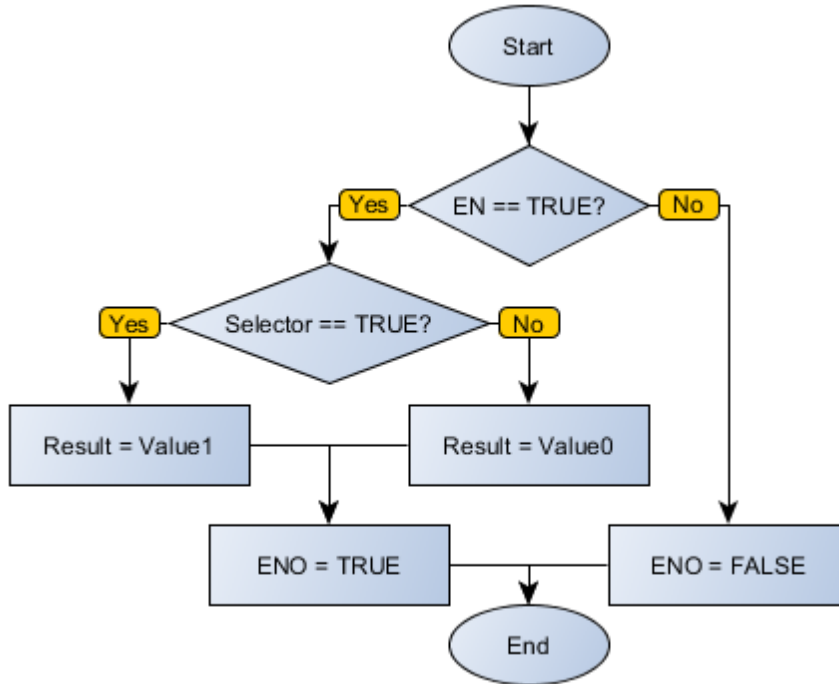 Start
EN == TRUE?
Yes
No
Selector == TRUE?
Yes
No
Result = Value1
Result = Value0
ENO = TRUE
ENO = FALSE
End